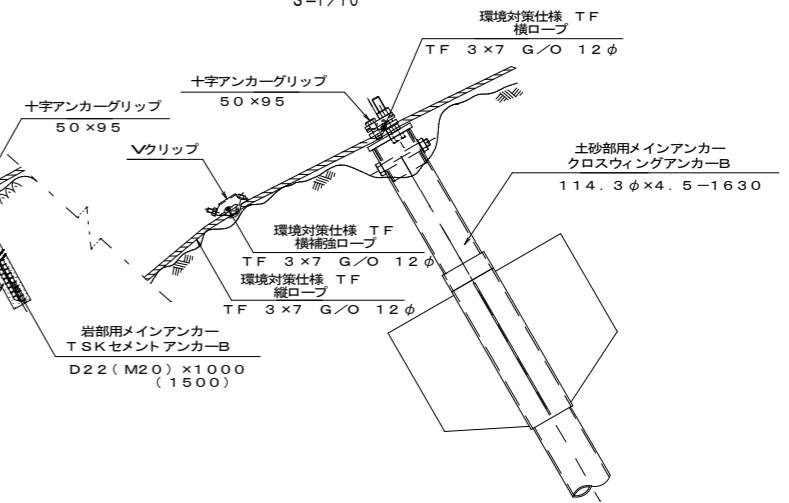 環境対策仕様 TF
横ロープ
TF 3×7 G/O 12φ
十字アンカーグリップ
50×95
十字アンカーグリップ
50×95
Vクリップ
土砂部用メインアンカー
クロスウィングアンカーB
114.3φ×4.5-1630
環境対策仕様 TF
横補強ロープ
TF 3×7 G/O 12φ
環境対策仕様 TF
縦ロープ
TF 3×7 G/O 12φ
岩部用メインアンカー
TSKセメントアンカーB
D22(M20)×1000
(1500)